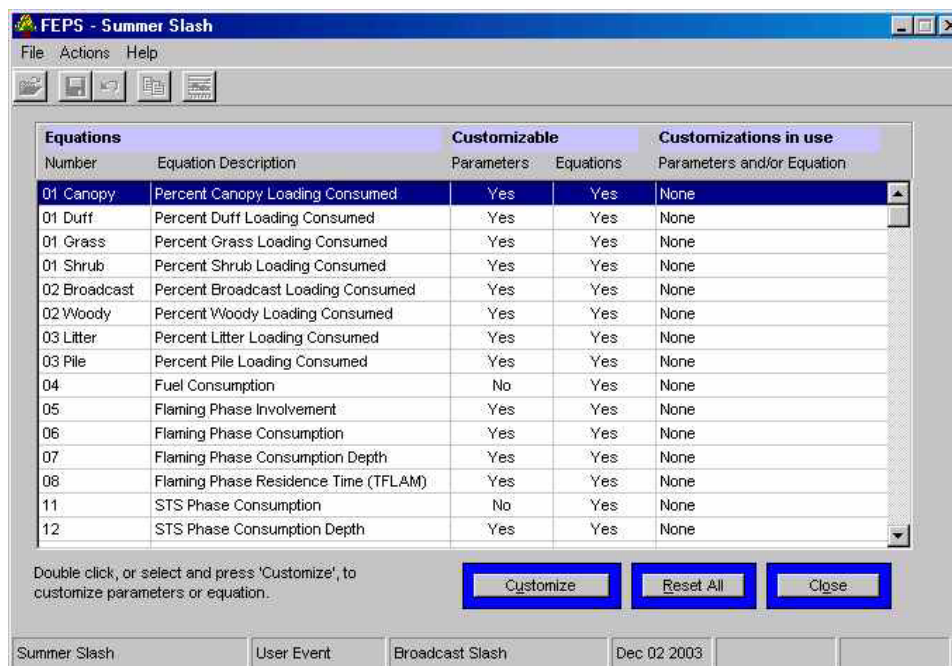 FEPS - Summer Slash
File Actions Help
Equations Customizable Customizations in use
Number Equation Description Parameters Equations Parameters and/or Equation
01 Canopy Percent Canopy Loading Consumed Yes Yes None
01 Duff Percent Duff Loading Consumed Yes Yes None
01 Grass Percent Grass Loading Consumed Yes Yes None
01 Shrub Percent Shrub Loading Consumed Yes Yes None
02 Broadcast Percent Broadcast Loading Consumed Yes Yes None
02 Woody Percent Woody Loading Consumed Yes Yes None
03 Litter Percent Litter Loading Consumed Yes Yes None
03 Pile Percent Pile Loading Consumed Yes Yes None
04 Fuel Consumption No Yes None
05 Flaming Phase Involvement Yes Yes None
06 Flaming Phase Consumption Yes Yes None
07 Flaming Phase Consumption Depth Yes Yes None
08 Flaming Phase Residence Time (TFLAM) Yes Yes None
11 STS Phase Consumption No Yes None
12 STS Phase Consumption Depth Yes Yes None
Double click, or select and press 'Customize', to
customize parameters or equation.
Customize Reset All Close
Summer Slash User Event Broadcast Slash Dec 02 2003